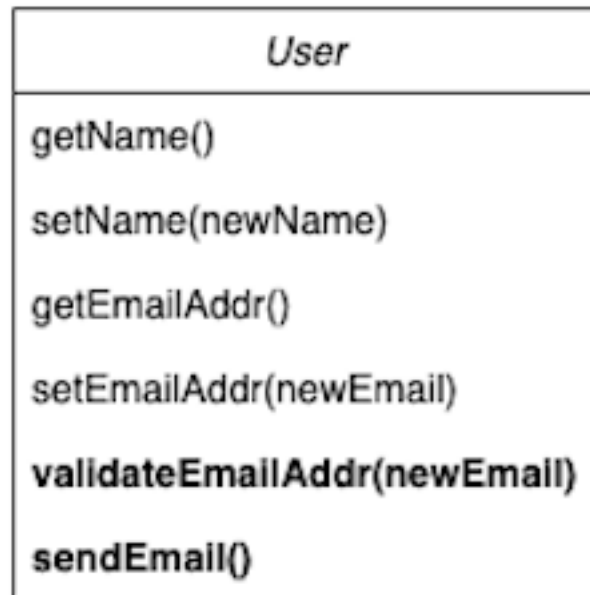 User
getName()
setName(newName)
getEmailAddr()
setEmailAddr(newEmail)
validateEmailAddr(newEmail)
sendEmail()